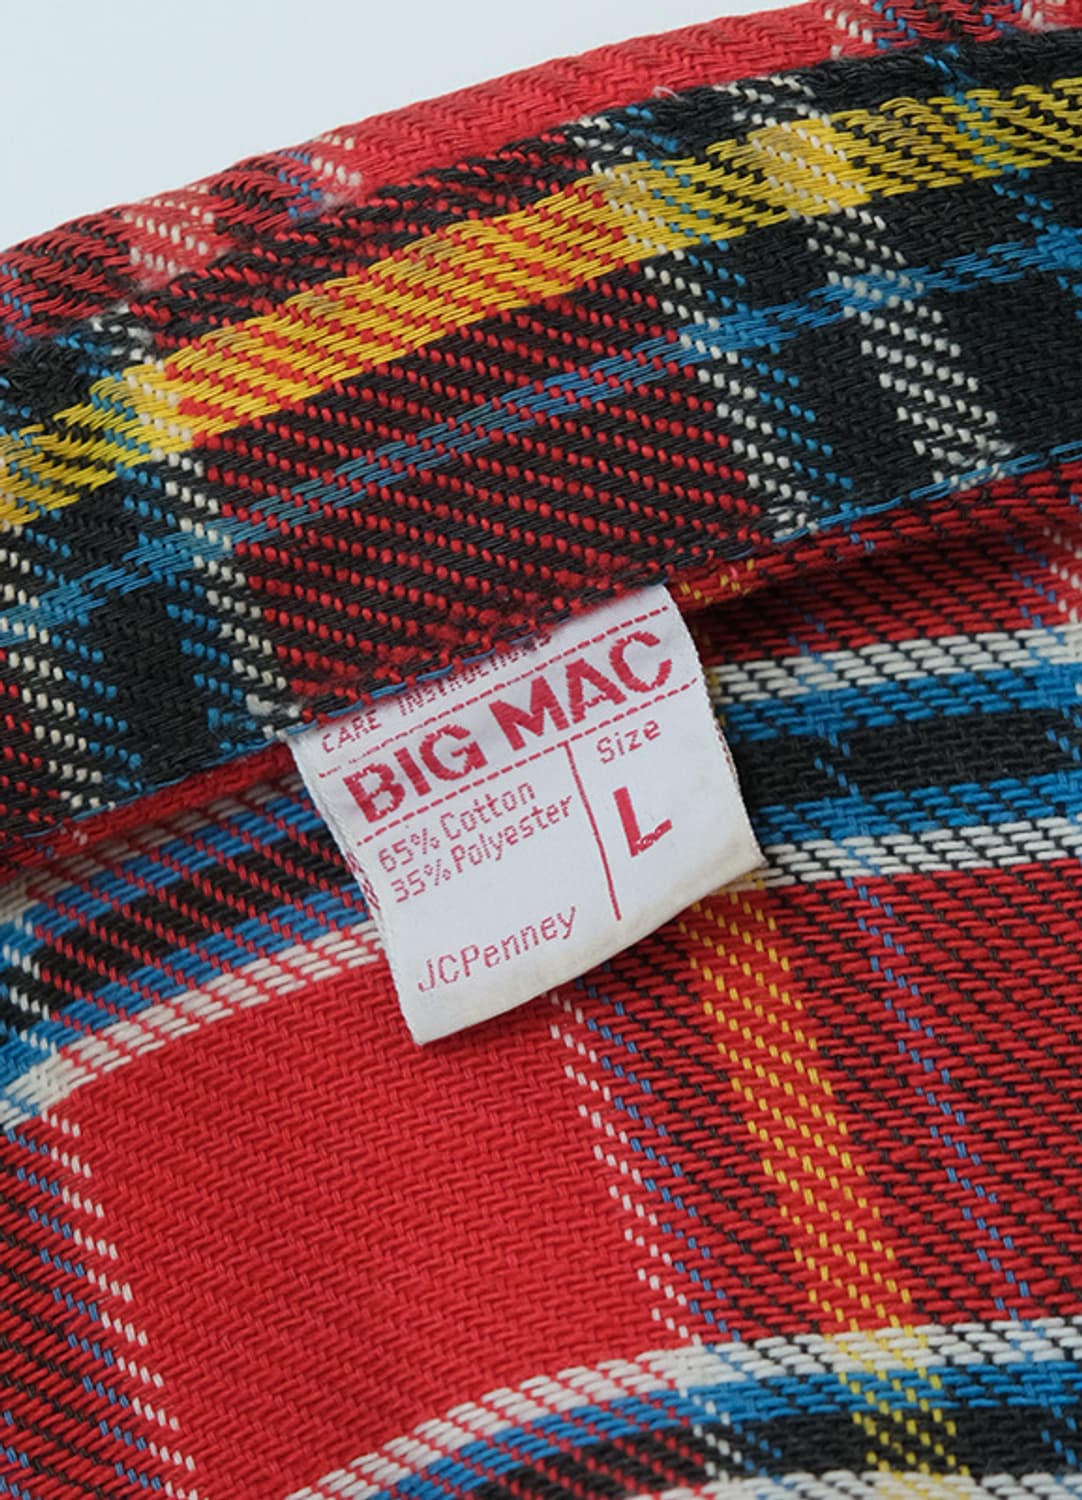 CARE INSTRUCTIONS
BIG MAC
65% Cotton
35% Polyester
Size
L
JCPenney